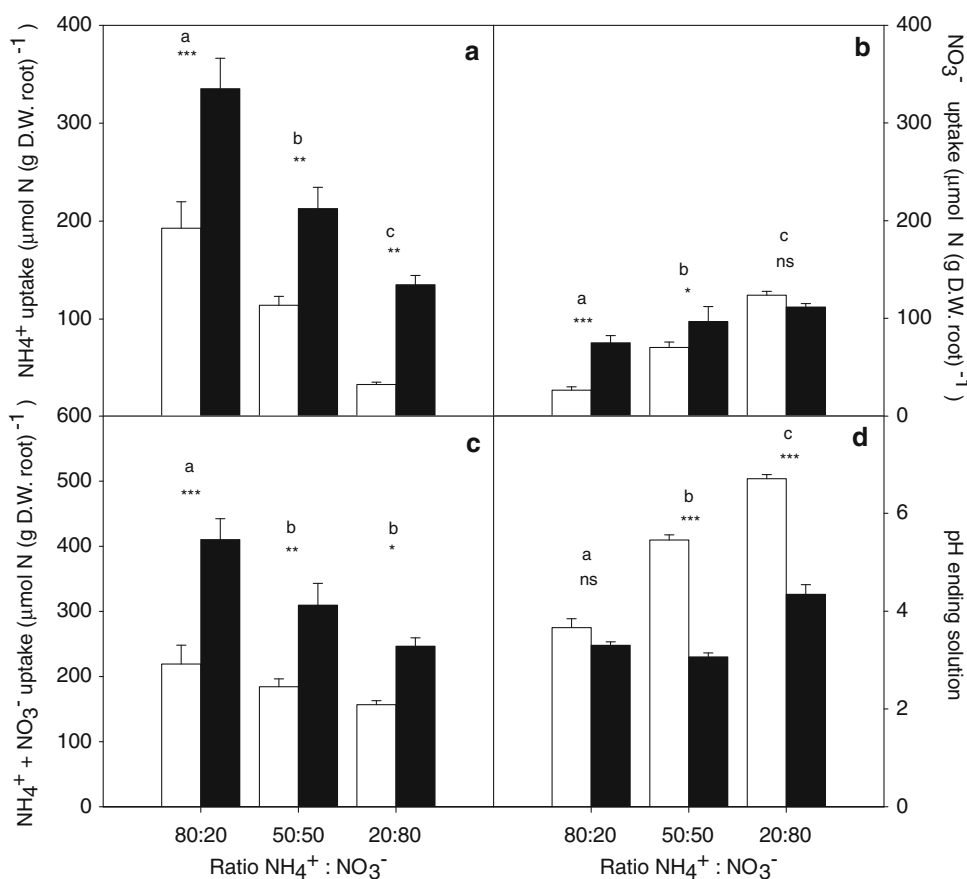 400
300
200
100
600
NH₄⁺ uptake (μmol N (g D.W. root)⁻¹
a
a
***
b
**
c
**
b
a
***
b
*
c
ns
400
300
200
100
0
NO₃⁻ uptake (μmol N (g D.W. root)⁻¹
500
400
300
200
100
0
NH₄⁺ + NO₃⁻ uptake (μmol N (g D.W. root)⁻¹
c
a
***
b
**
b
*
d
a
ns
b
***
c
***
6
4
2
0
pH ending solution
80:20
50:50
20:80
Ratio NH₄⁺ : NO₃⁻
80:20
50:50
20:80
Ratio NH₄⁺ : NO₃⁻